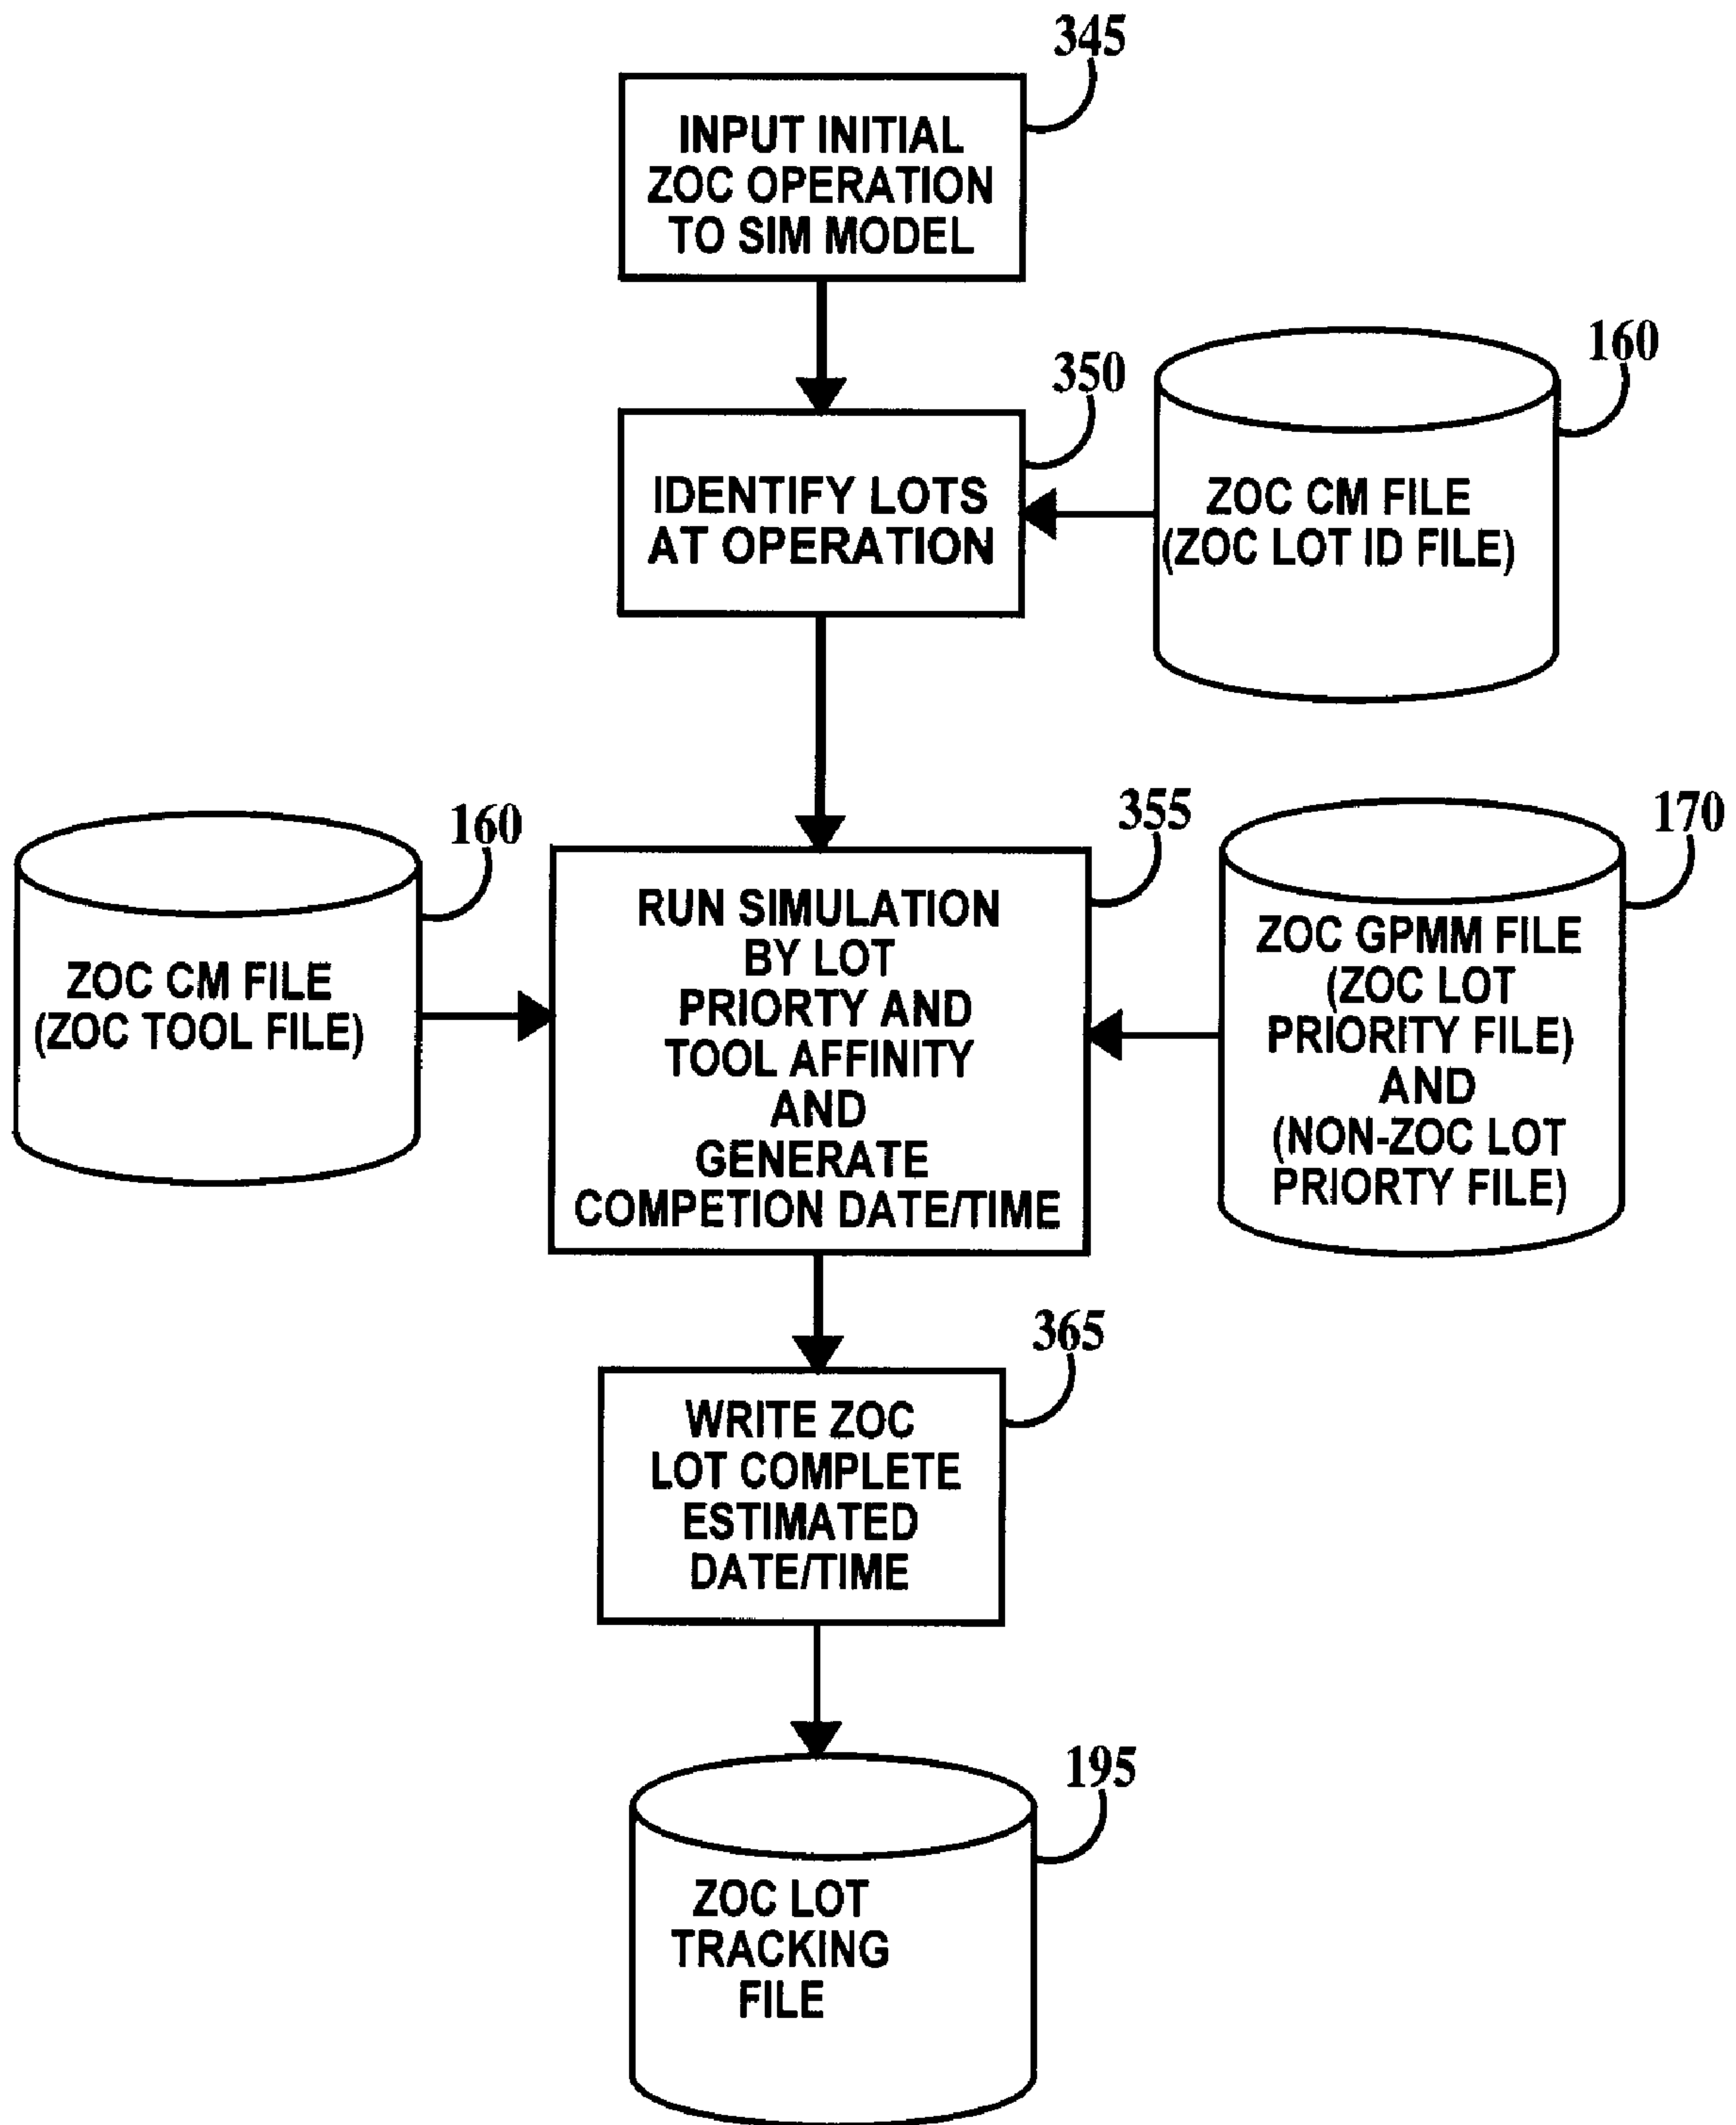 345
INPUT INITIAL
ZOC OPERATION
TO SIM MODEL
350
160
IDENTIFY LOTS
AT OPERATION
ZOC CM FILE
(ZOC LOT ID FILE)
160
355
170
ZOC CM FILE
(ZOC TOOL FILE)
RUN SIMULATION
BY LOT
PRIORTY AND
TOOL AFFINITY
AND
GENERATE
COMPETION DATE/TIME
ZOC GPMM FILE
(ZOC LOT
PRIORITY FILE)
AND
(NON-ZOC LOT
PRIORTY FILE)
365
WRITE ZOC
LOT COMPLETE
ESTIMATED
DATE/TIME
195
ZOC LOT
TRACKING
FILE